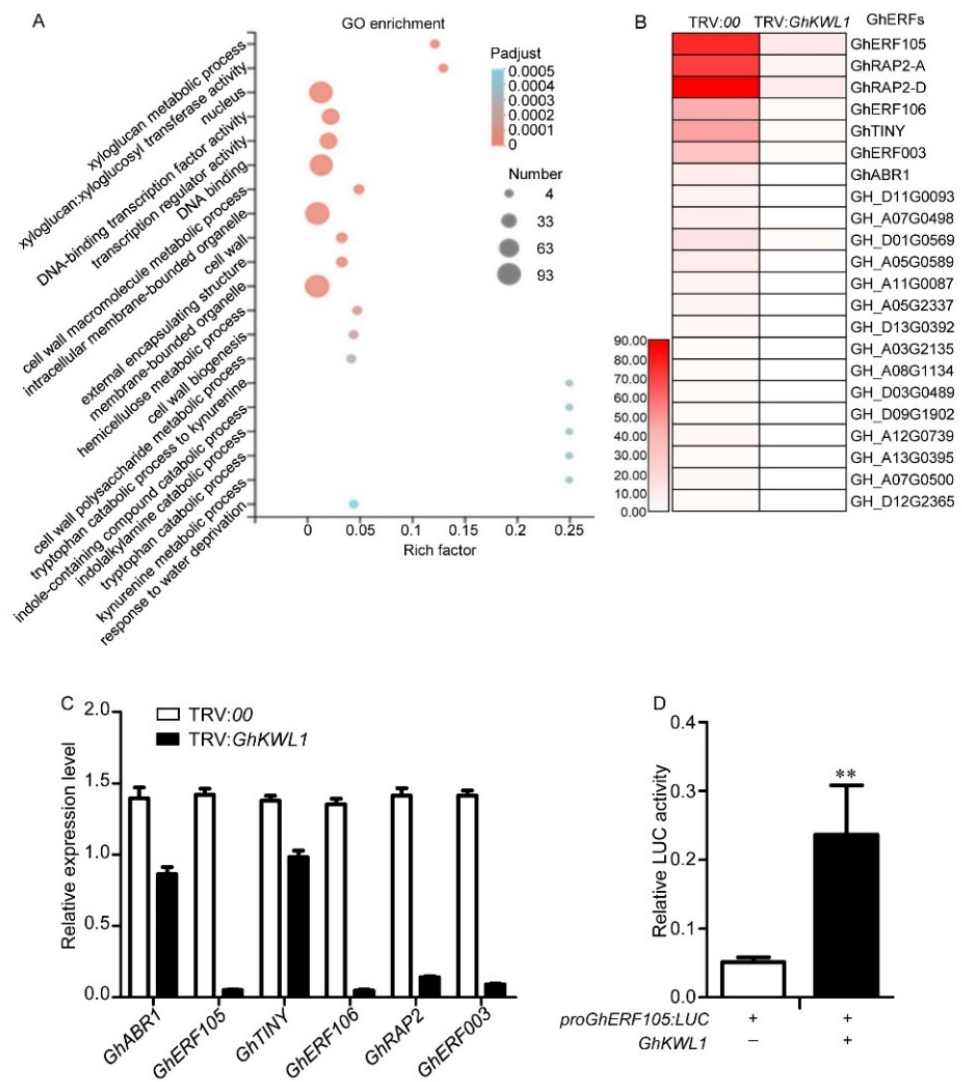 A
GO enrichment
xyloglucan metabolic process
xyloglucan:xyloglucosyl transferase activity
nucleus
DNA-binding transcription factor activity
transcription regulator activity
DNA binding
cell wall macromolecule metabolic process
intracellular membrane-bounded organelle
cell wall
external encapsulating structure
membrane-bounded organelle
hemicellulose metabolic process
cell wall biogenesis
cell wall polysaccharide metabolic process
tryptophan catabolic process to kynurenine
indole-containing compound catabolic process
indolalkylamine catabolic process
tryptophan catabolic process
kynurenine metabolic process
response to water deprivation
0 0.05 0.1 0.15 0.2 0.25
Rich factor
Padjust
0.0005
0.0004
0.0003
0.0002
0.0001
0
Number
4
33
63
93
B
TRV:00 TRV:GhKWL1 GhERFs
GhERF105
GhRAP2-A
GhRAP2-D
GhERF106
GhTINY
GhERF003
GhABR1
GH_D11G0093
GH_A07G0498
GH_D01G0569
GH_A05G0589
GH_A11G0087
GH_A05G2337
GH_D13G0392
GH_A03G2135
GH_A08G1134
GH_D03G0489
GH_D09G1902
GH_A12G0739
GH_A13G0395
GH_A07G0500
GH_D12G2365
90.00
80.00
70.00
60.00
50.00
40.00
30.00
20.00
10.00
0.00
C
TRV:00
TRV:GhKWL1
Relative expression level
2.0
1.5
1.0
0.5
0.0
GhABR1
GhERF105
GhTINY
GhERF106
GhRAP2
GhERF003
D
Relative LUC activity
0.4
0.3
0.2
0.1
0.0
**
proGhERF105:LUC + +
GhKWL1 – +